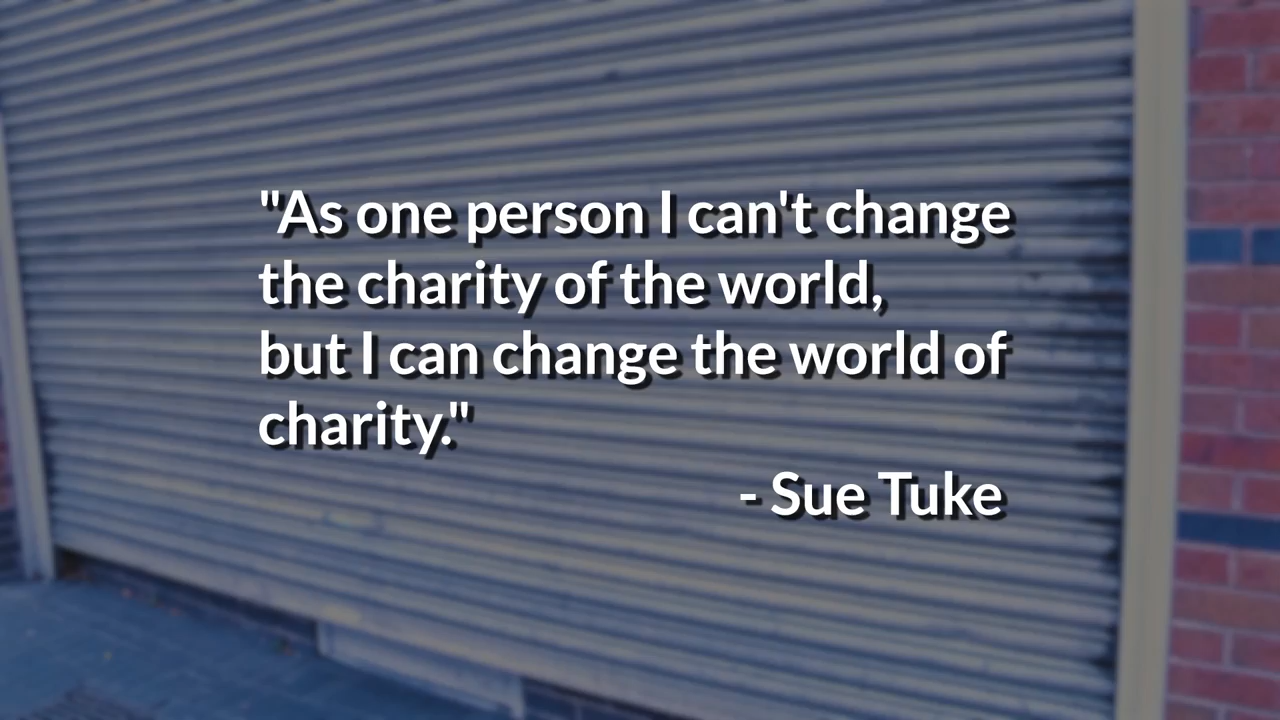 "As one person I can't change
the charity of the world,
but I can change the world of
charity."
- Sue Tuke